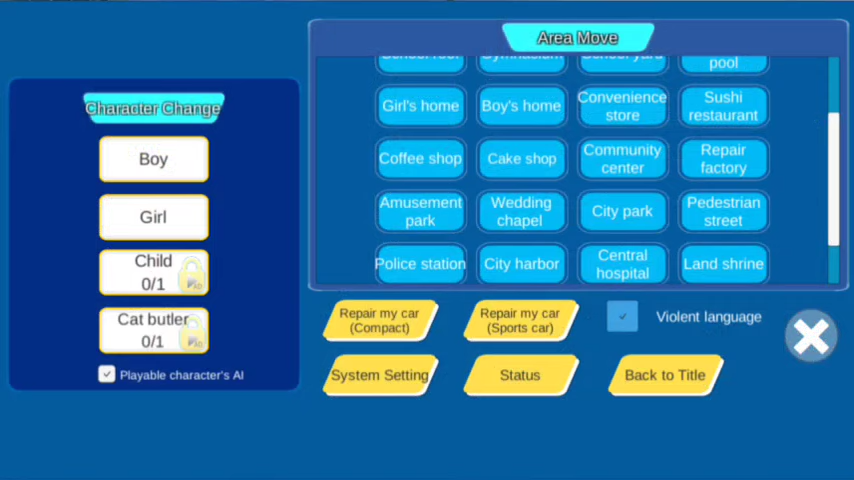 Area Move
pool
Girl's home
Boy's home
Convenience
store
Sushi
restaurant
Coffee shop
Cake shop
Community
center
Repair
factory
Amusement
park
Wedding
chapel
City park
Pedestrian
street
Police station
City harbor
Central
hospital
Land shrine
Character Change
Boy
Girl
Child
0/1
Cat butler
0/1
Playable character's AI
Repair my car
(Compact)
Repair my car
(Sports car)
Violent language
System Setting
Status
Back to Title